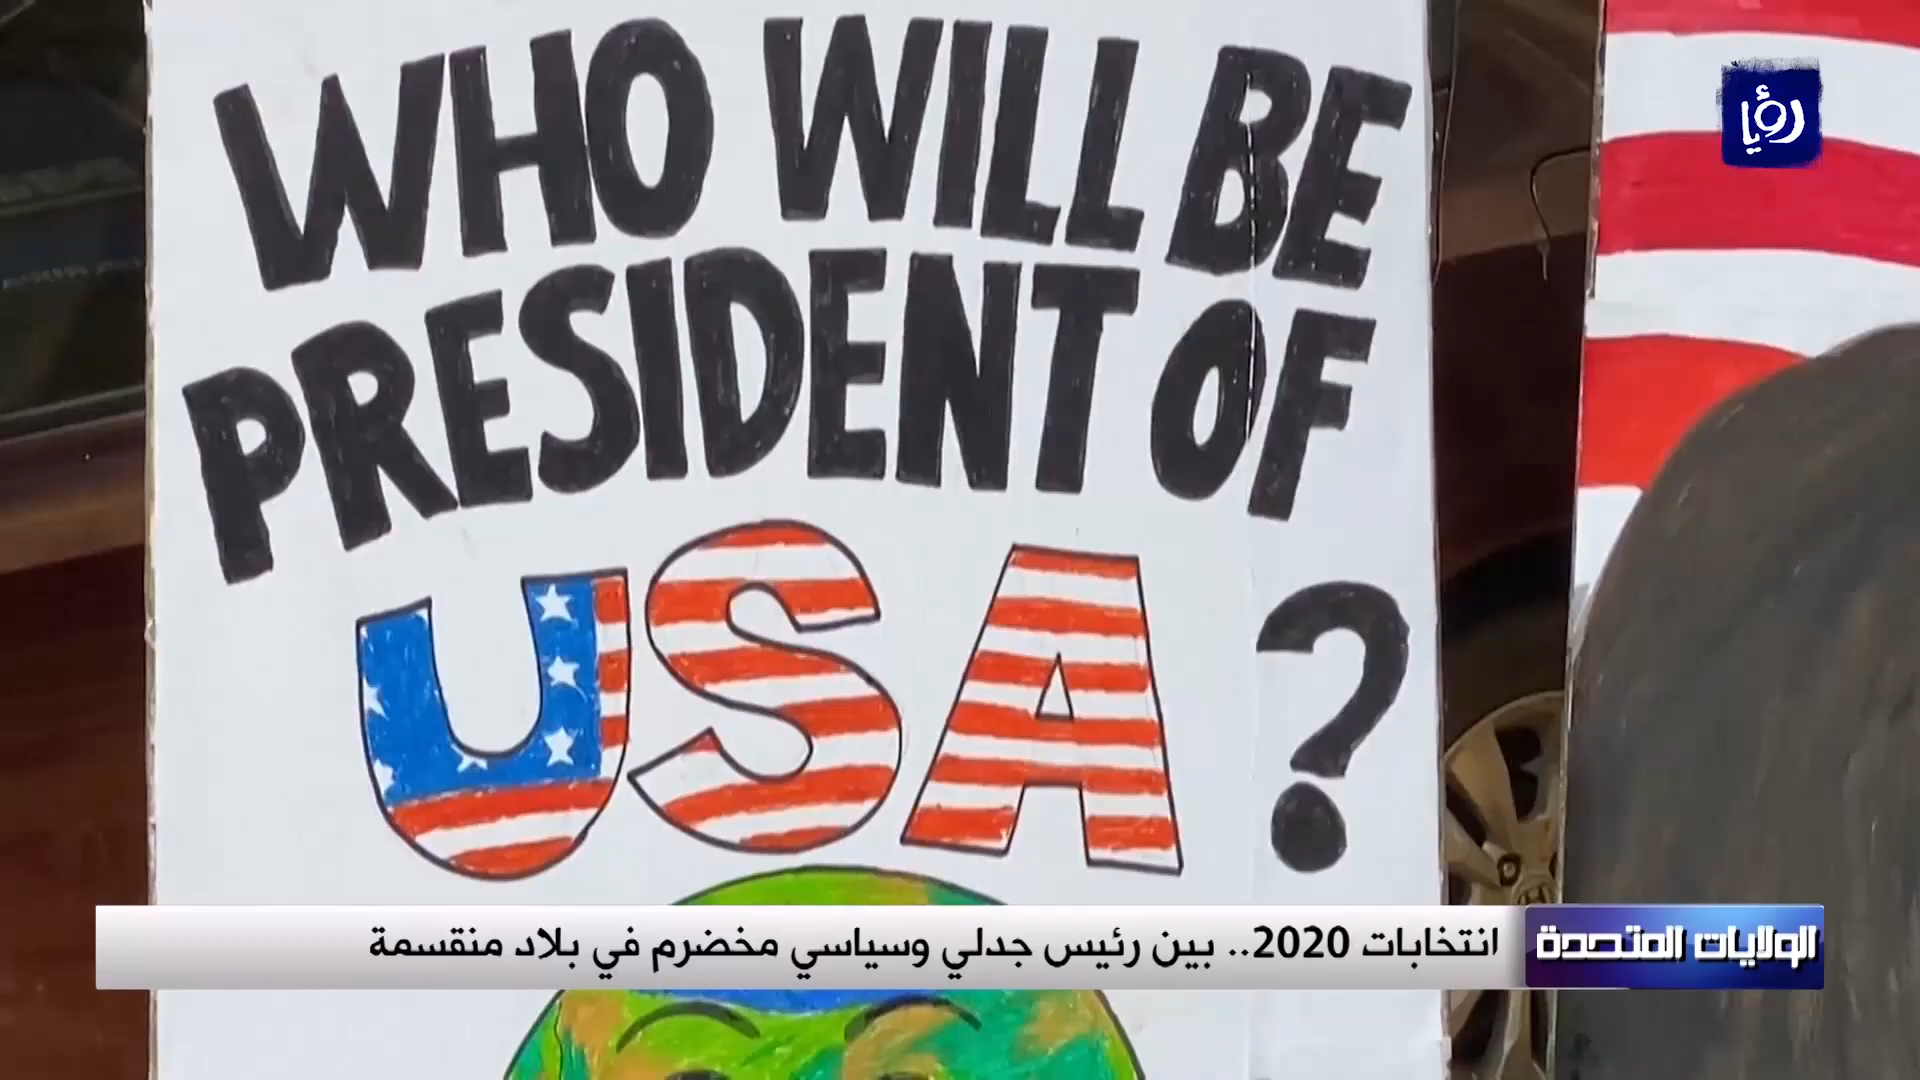 WHO WILL BE
PRESIDENT OF
USA?
رؤيا
الولايات المتحدة
انتخابات 2020.. بين رئيس جدلي وسياسي مخضرم في بلاد منقسمة